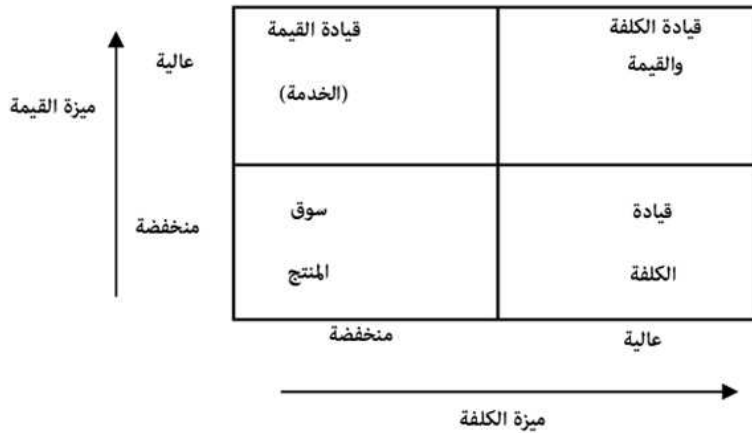 قيادة الكلفة
والقيمة
قيادة القيمة
(الخدمة)
عالية
ميزة القيمة
قيادة
الكلفة
سوق
المنتج
منخفضة
عالية
منخفضة
ميزة الكلفة